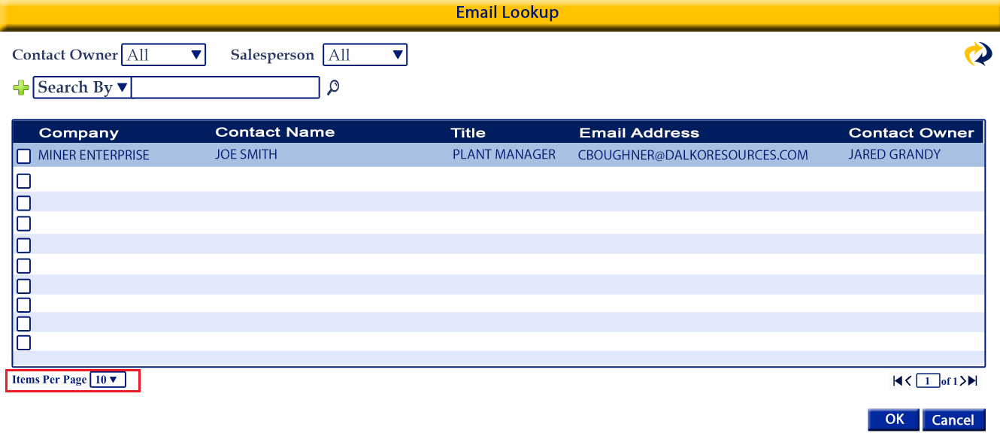 Email Lookup
Contact Owner All Salesperson All
Search By
Company Contact Name Title Email Address Contact Owner
MINER ENTERPRISE JOE SMITH PLANT MANAGER CBOUGHNER@DALKORESOURCES.COM JARED GRANDY
Items Per Page 10 1 of 1
OK Cancel